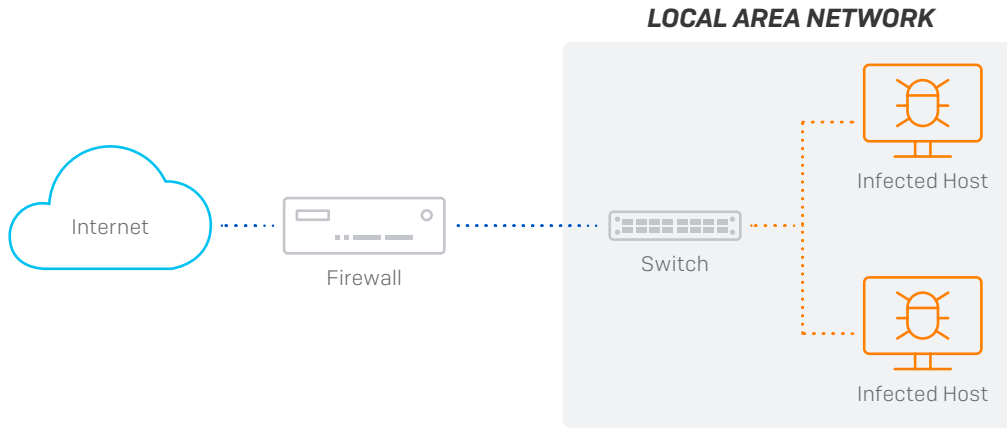 LOCAL AREA NETWORK
Infected Host
Internet
Firewall
Switch
Infected Host